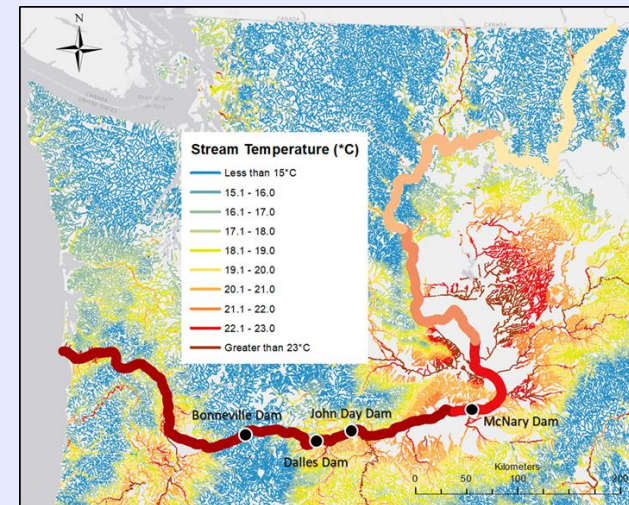 N
CANADA
Stream Temperature (°C)
Less than 15°C
15.1 - 16.0
16.1 - 17.0
17.1 - 18.0
18.1 - 19.0
19.1 - 20.0
20.1 - 21.0
21.1 - 22.0
22.1 - 23.0
Greater than 23°C
Bonneville Dam
John Day Dam
McNary Dam
Dalles Dam
Kilometers
0 50 100 200